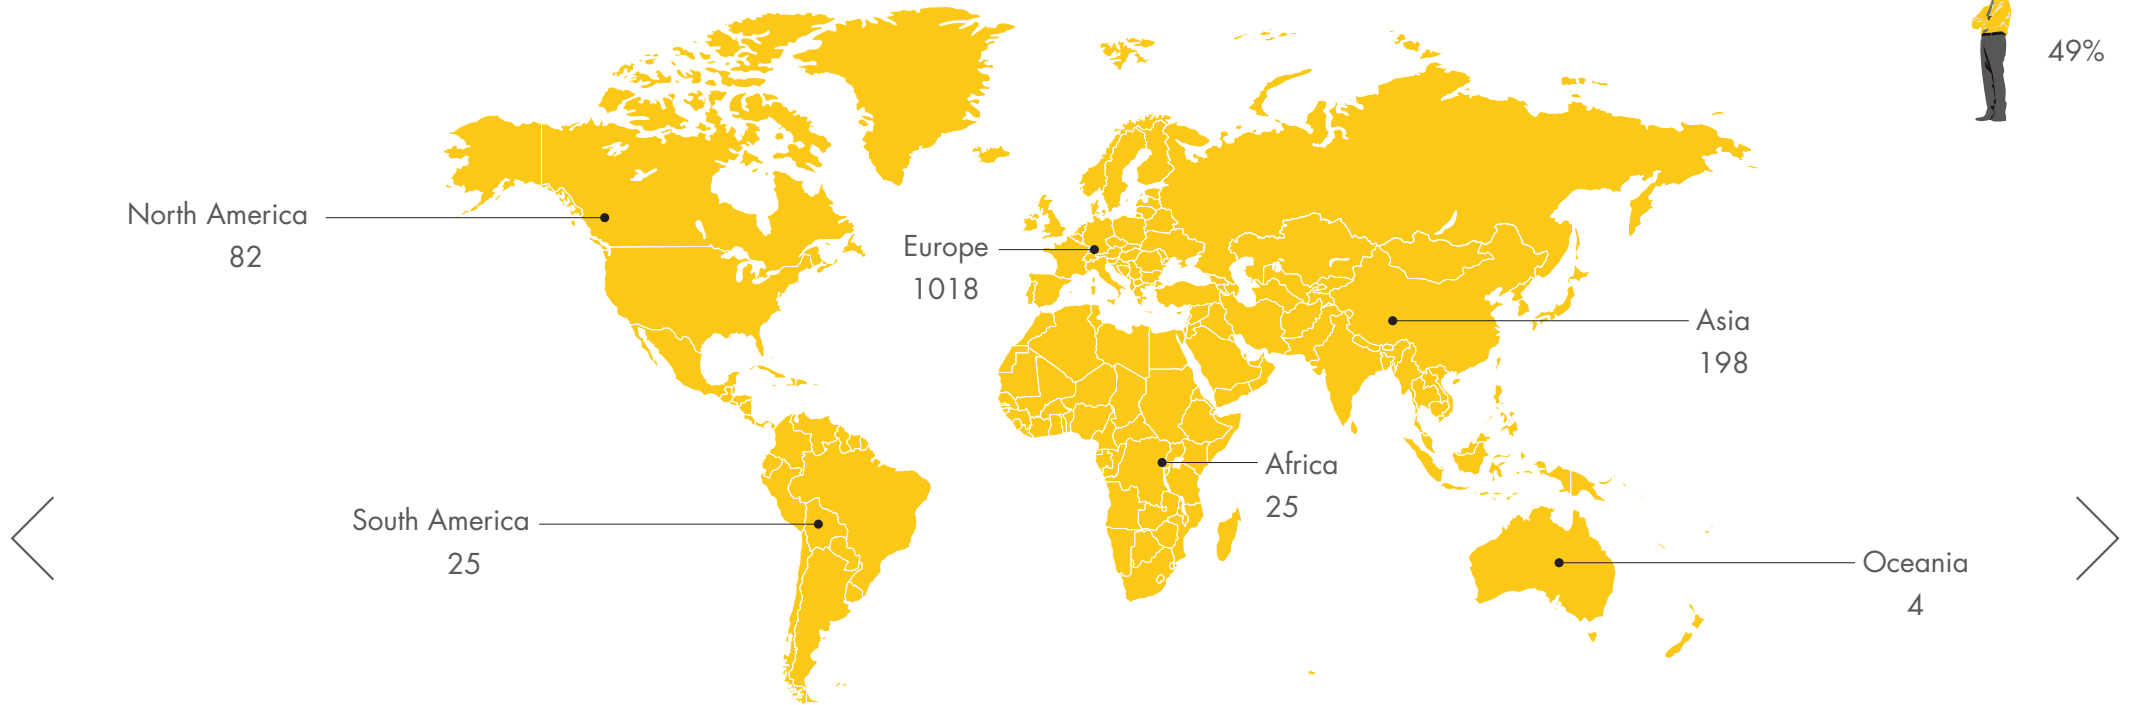 49%
North America
82
Europe
1018
Asia
198
Africa
25
South America
25
Oceania
4